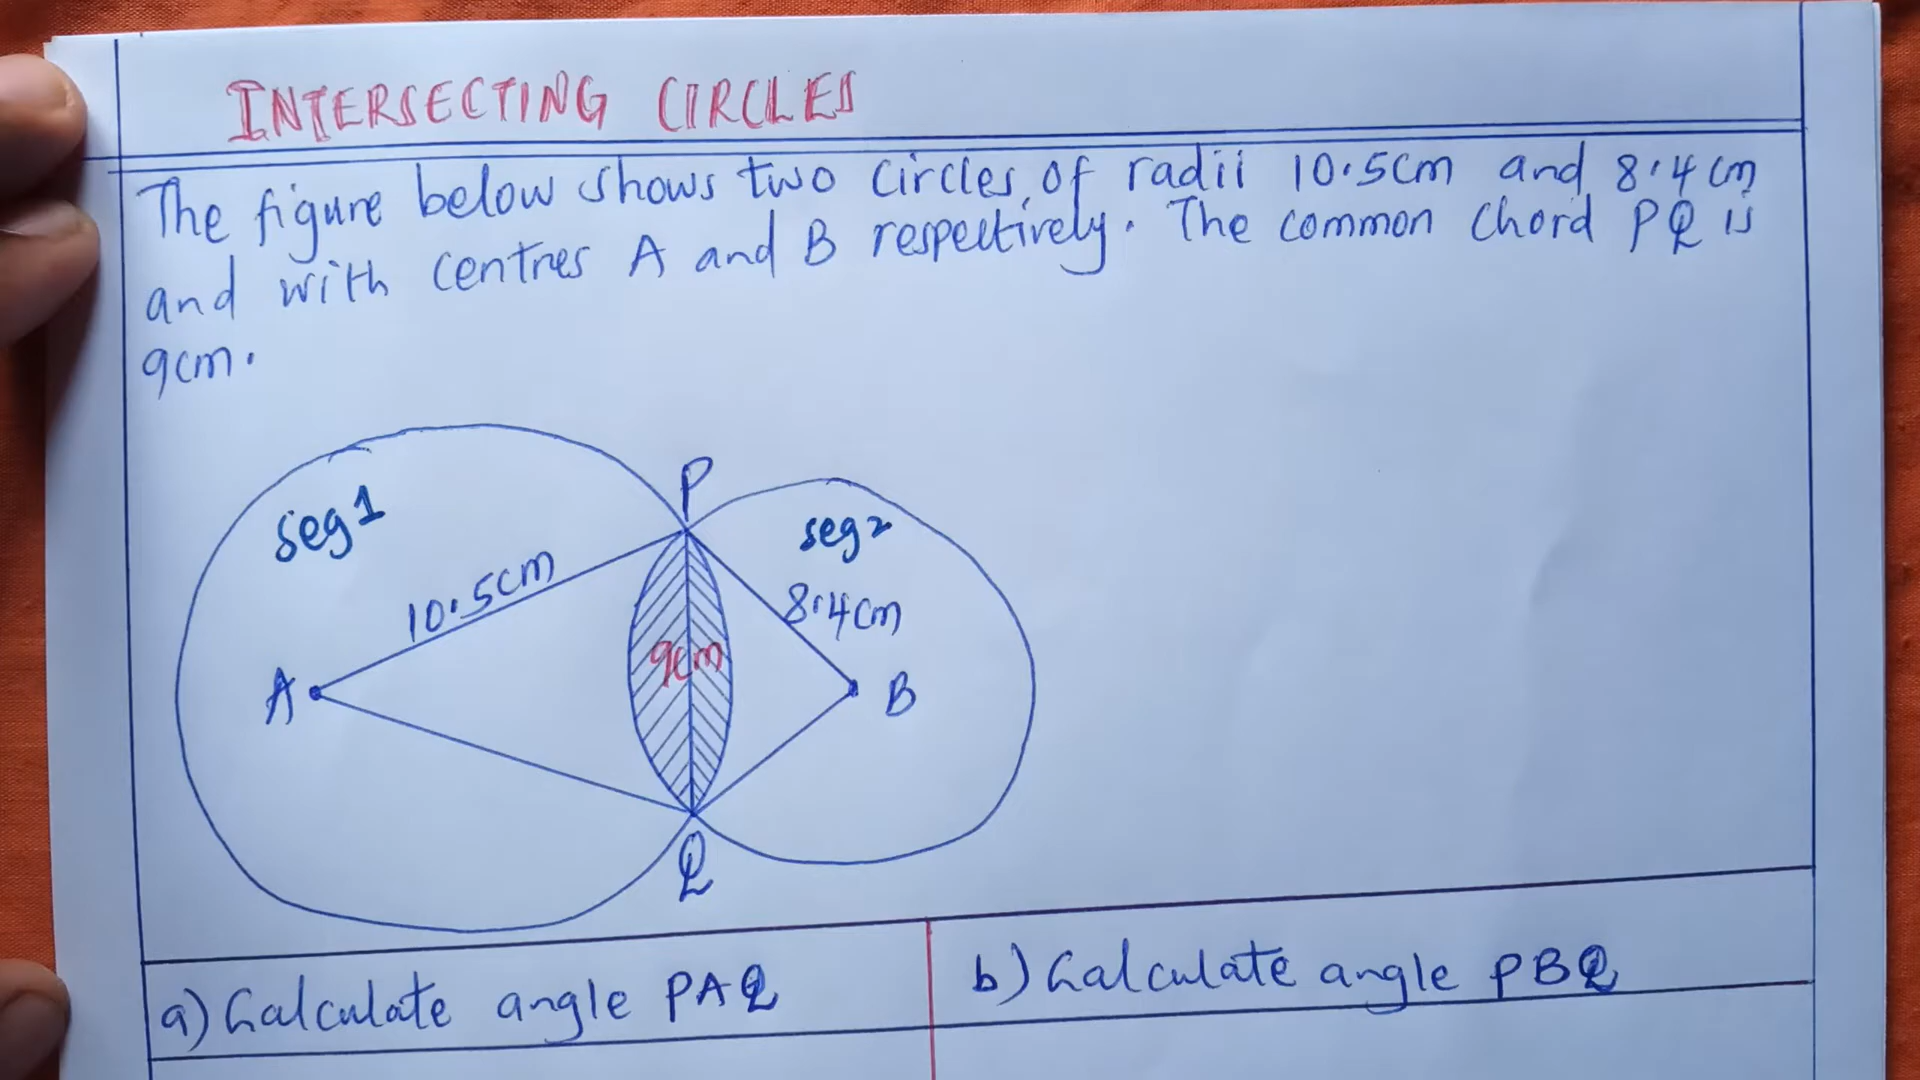 INTERSECTING CIRCLES
The figure below shows two circles of radii 10.5cm and 8.4cm
and with centres A and B respectively. The common chord PQ is
9cm.
P
seg1
seg2
10.5cm
8.4cm
9cm
A
B
Q
a) Calculate angle PAQ
b) Calculate angle PBQ